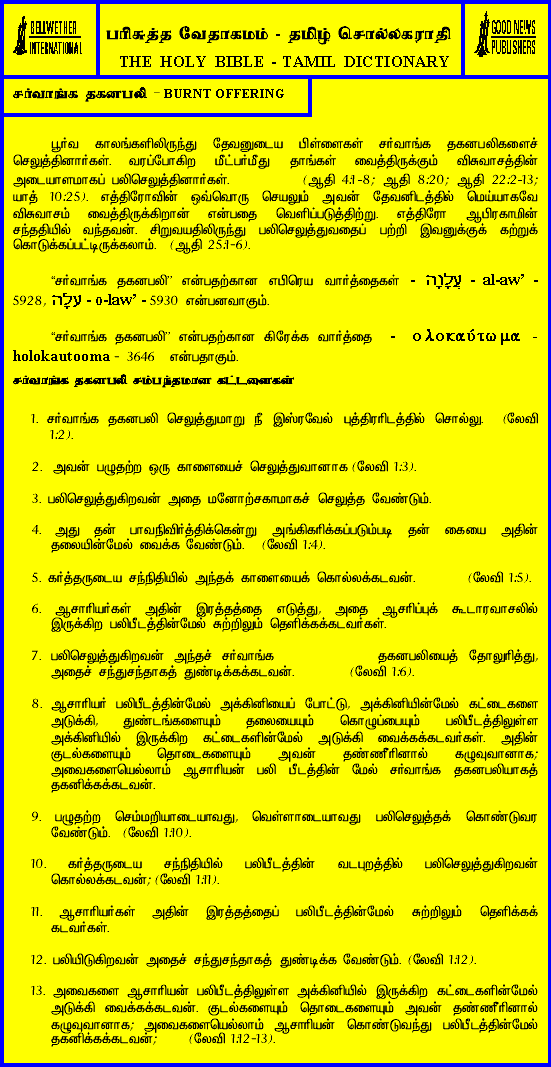 BELLWETHER
INTERNATIONAL
பரிசுத்த வேதாகமம் - தமிழ் சொல்லகராதி
THE HOLY BIBLE - TAMIL DICTIONARY
GOOD NEWS
PUBLISHERS
சர்வாங்க தகனபலி - BURNT OFFERING
பூர்வ காலங்களிலிருந்து தேவனுடைய பிள்ளைகள் சர்வாங்க தகனபலிகளைச்
செலுத்தினார்கள். வரப்போகிற மீட்பர்மீது தாங்கள் வைத்திருக்கும் விசுவாசத்தின்
அடையாளமாகப் பலிசெலுத்தினார்கள். (ஆதி 4:1-8; ஆதி 8:20; ஆதி 22:2-13;
யாத் 10:25). எத்திரோவின் ஒவ்வொரு செயலும் அவன் தேவனிடத்தில் மெய்யாகவே
விசுவாசம் வைத்திருக்கிறான் என்பதை வெளிப்படுத்திற்று. எத்திரோ ஆபிரகாமின்
சந்ததியில் வந்தவன். சிறுவயதிலிருந்து பலிசெலுத்துவதைப் பற்றி இவனுக்குக் கற்றுக்
கொடுக்கப்பட்டிருக்கலாம். (ஆதி 25:1-6).
“சர்வாங்க தகனபலி” என்பதற்கான எபிரெய வார்த்தைகள் - עֲלָוָה - al-aw’ -
5928, עֹלָה - o-law’ - 5930 என்பனவாகும்.
“சர்வாங்க தகனபலி” என்பதற்கான கிரேக்க வார்த்தை - ολοκαύτωμα -
holokautooma - 3646 என்பதாகும்.
சர்வாங்க தகனபலி சம்பந்தமான கட்டளைகள்
1. சர்வாங்க தகனபலி செலுத்துமாறு நீ இஸ்ரவேல் புத்திரரிடத்தில் சொல்லு. (லேவி
1:2).
2. அவன் பழுதற்ற ஒரு காளையைச் செலுத்துவானாக (லேவி 1:3).
3. பலிசெலுத்துகிறவன் அதை மனோற்சகாமாகச் செலுத்த வேண்டும்.
4. அது தன் பாவநிவிர்த்திக்கென்று அங்கிகரிக்கப்படும்படி தன் கையை அதின்
தலையின்மேல் வைக்க வேண்டும். (லேவி 1:4).
5. கர்த்தருடைய சந்நிதியில் அந்தக் காளையைக் கொல்லக்கடவன். (லேவி 1:5).
6. ஆசாரியர்கள் அதின் இரத்தத்தை எடுத்து, அதை ஆசரிப்புக் கூடாரவாசலில்
இருக்கிற பலிபீடத்தின்மேல் சுற்றிலும் தெளிக்கக்கடவர்கள்.
7. பலிசெலுத்துகிறவன் அந்தச் சர்வாங்க தகனபலியைத் தோலுரித்து,
அதைச் சந்துசந்தாகத் துண்டிக்கக்கடவன். (லேவி 1:6).
8. ஆசாரியர் பலிபீடத்தின்மேல் அக்கினியைப் போட்டு, அக்கினியின்மேல் கட்டைகளை
அடுக்கி, துண்டங்களையும் தலையையும் கொழுப்பையும் பலிபீடத்திலுள்ள
அக்கினியில் இருக்கிற கட்டைகளின்மேல் அடுக்கி வைக்கக்கடவர்கள். அதின்
குடல்களையும் தொடைகளையும் அவன் தண்ணீரினால் கழுவுவானாக;
அவைகளையெல்லாம் ஆசாரியன் பலி பீடத்தின் மேல் சர்வாங்க தகனபலியாகத்
தகனிக்கக்கடவன்.
9. பழுதற்ற செம்மறியாடையாவது, வெள்ளாடையாவது பலிசெலுத்தக் கொண்டுவர
வேண்டும். (லேவி 1:10).
10. கர்த்தருடைய சந்நிதியில் பலிபீடத்தின் வடபுறத்தில் பலிசெலுத்துகிறவன்
கொல்லக்கடவன்; (லேவி 1:11).
11. ஆசாரியர்கள் அதின் இரத்தத்தைப் பலிபீடத்தின்மேல் சுற்றிலும் தெளிக்கக்
கடவர்கள்.
12. பலியிடுகிறவன் அதைச் சந்துசந்தாகத் துண்டிக்க வேண்டும். (லேவி 1:12).
13. அவைகளை ஆசாரியன் பலிபீடத்திலுள்ள அக்கினியில் இருக்கிற கட்டைகளின்மேல்
அடுக்கி வைக்கக்கடவன். குடல்களையும் தொடைகளையும் அவன் தண்ணீரினால்
கழுவுவானாக; அவைகளையெல்லாம் ஆசாரியன் கொண்டுவந்து பலிபீடத்தின்மேல்
தகனிக்கக்கடவன்; (லேவி 1:12-13).